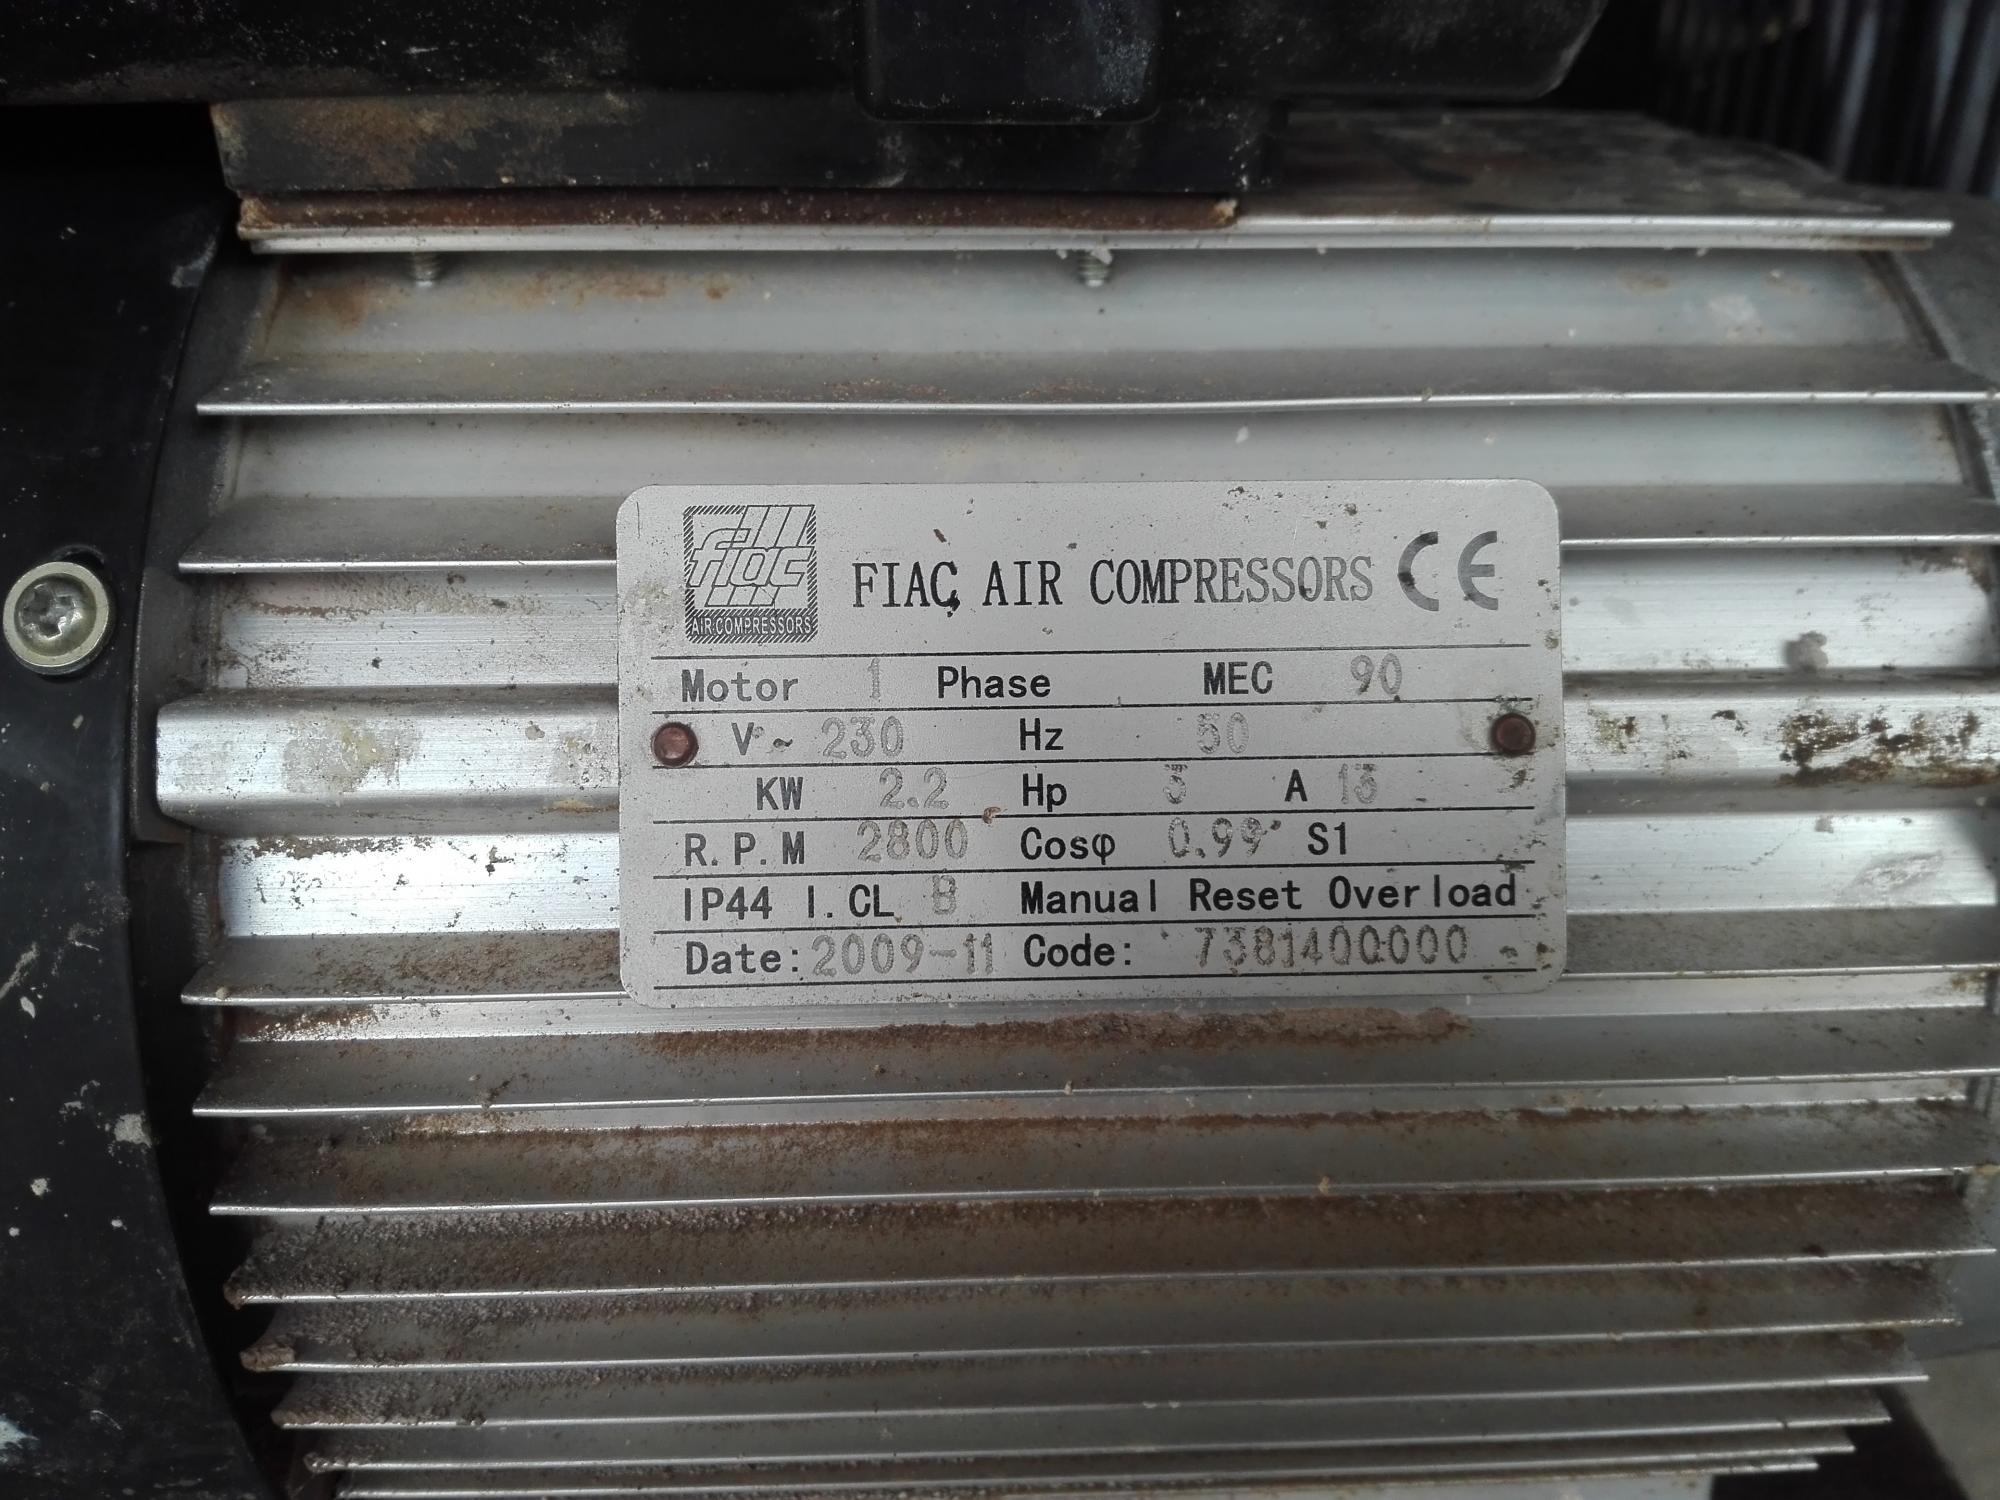 fiac
AIR COMPRESSORS
FIAC AIR COMPRESSORS CE
Motor 1 Phase MEC 90
V~ 230 Hz 50
KW 2.2 Hp 3 A 13
R.P.M 2800 Cosφ 0.99 S1
IP44 I.CL B Manual Reset Overload
Date: 2009-11 Code: 7381400000